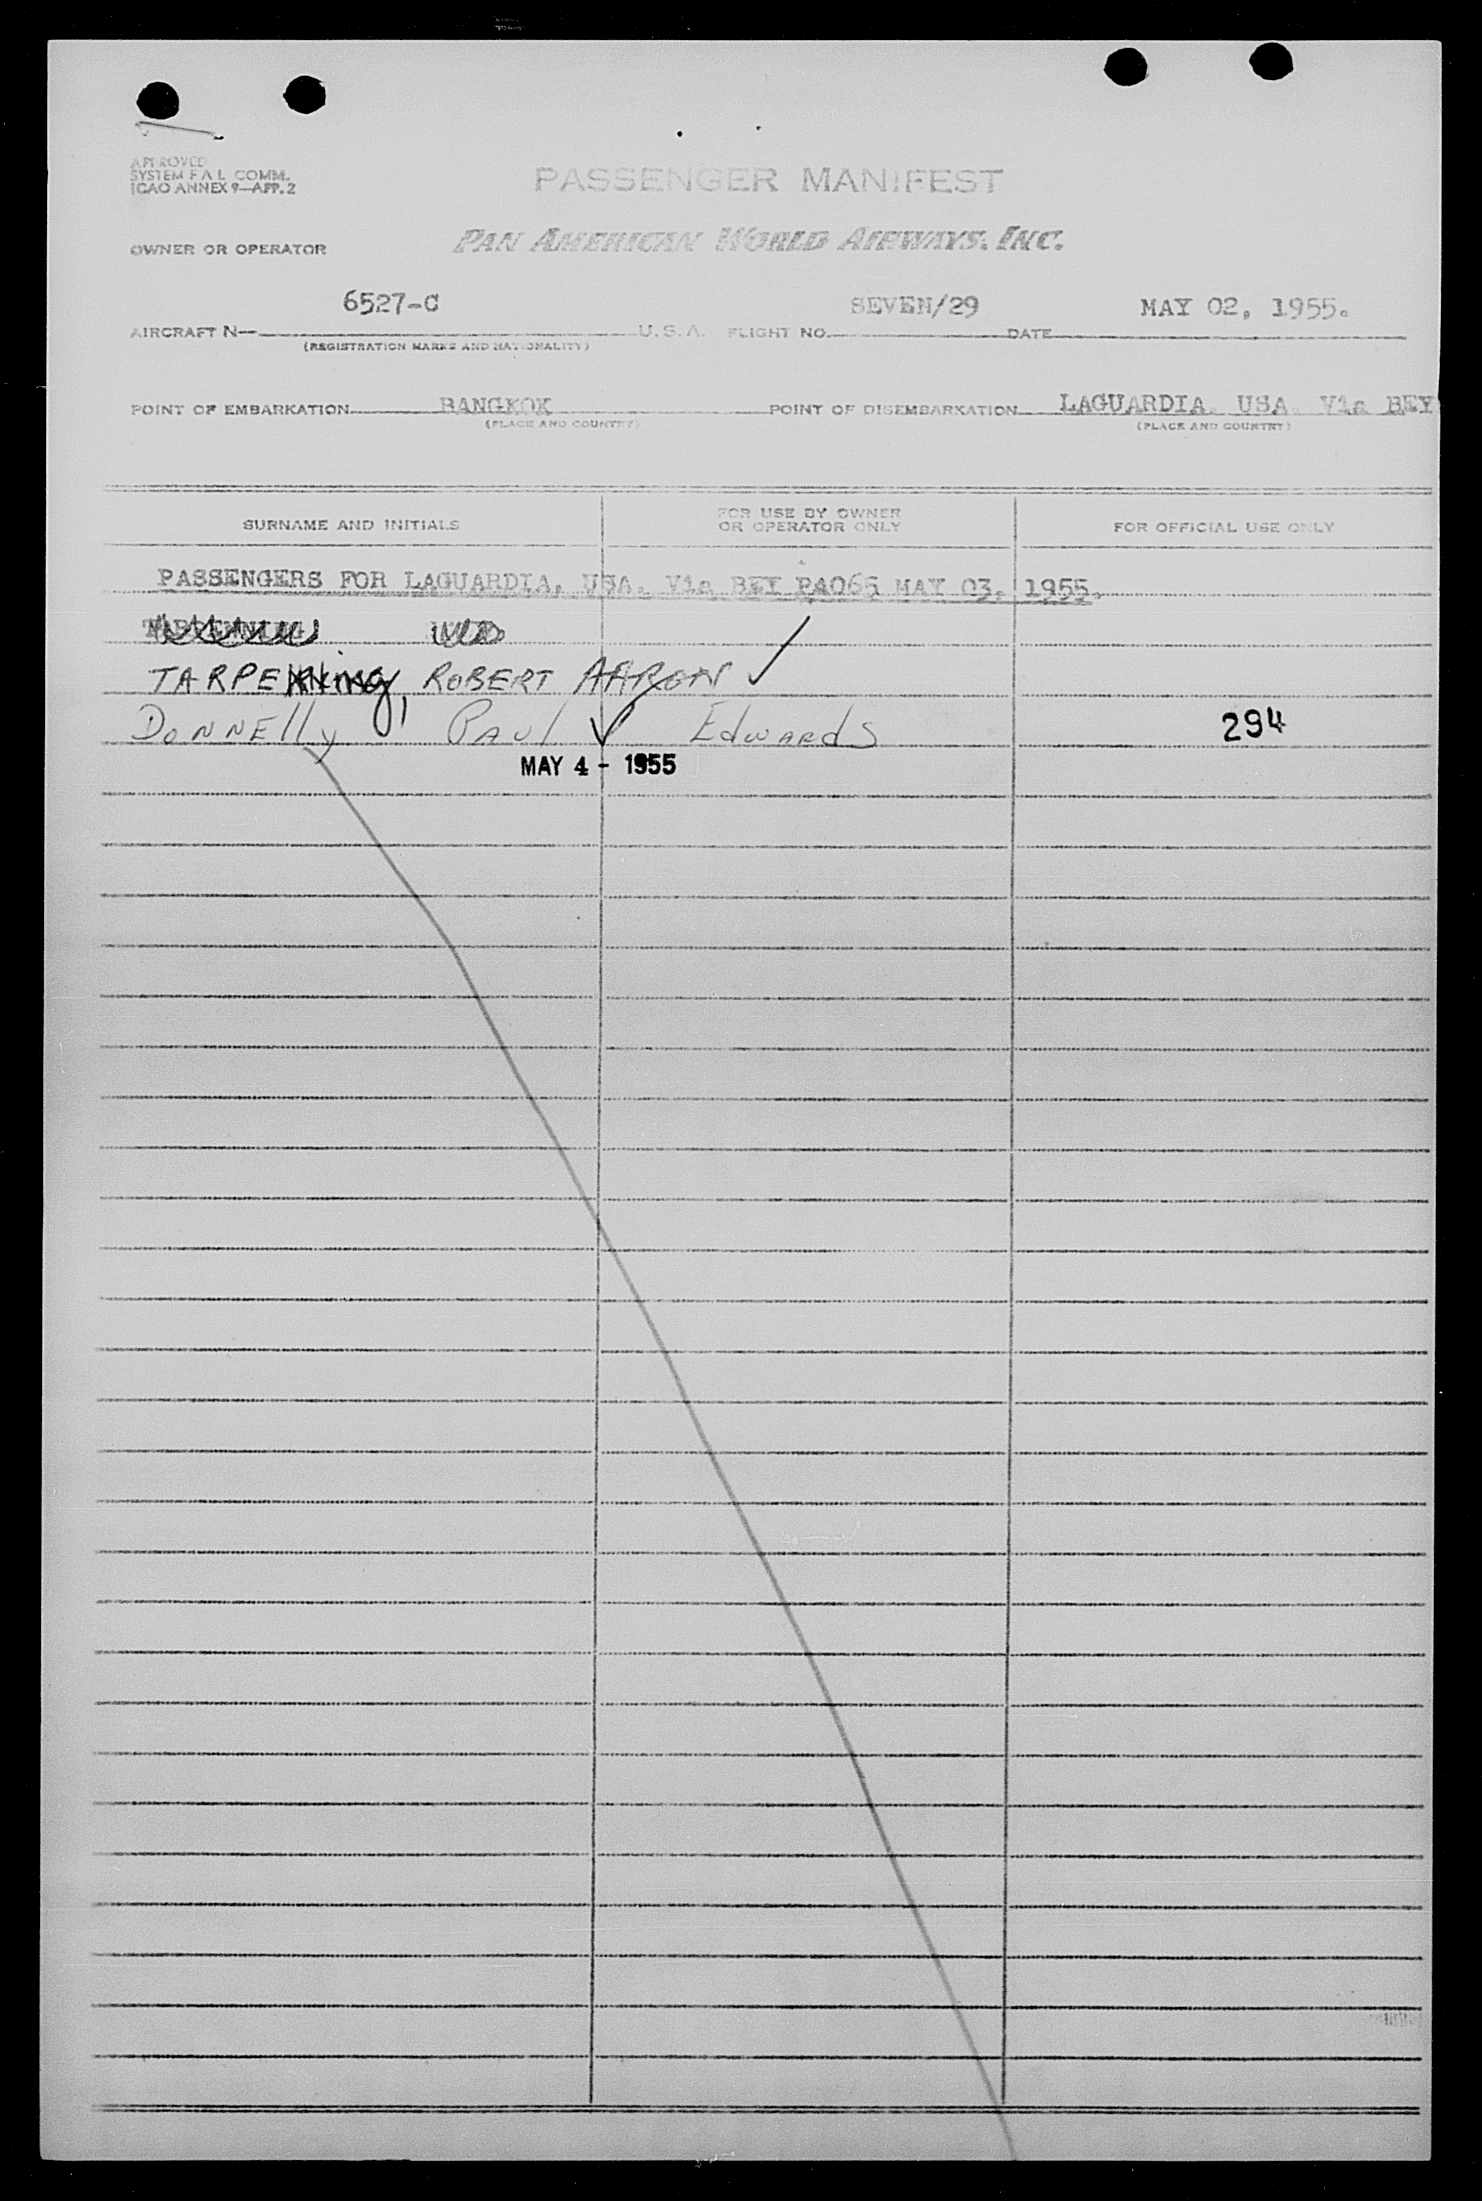 APPROVED
SYSTEM F A L COMM.
ICAO ANNEX 9—APP. 2
PASSENGER MANIFEST
OWNER OR OPERATOR PAN AMERICAN WORLD AIRWAYS, INC.
6527-C SEVEN/29 MAY 02, 1955.
AIRCRAFT N— U.S.A. FLIGHT NO. DATE
(REGISTRATION MARKS AND NATIONALITY)
POINT OF EMBARKATION BANGKOK POINT OF DISEMBARKATION LAGUARDIA, USA. Via BEY
(PLACE AND COUNTRY) (PLACE AND COUNTRY)
SURNAME AND INITIALS FOR USE BY OWNER OR OPERATOR ONLY FOR OFFICIAL USE ONLY
PASSENGERS FOR LAGUARDIA, USA. Via BEY PA065 MAY 03, 1955.
TARPENNING, ROBERT AARON ✓
DONNElly PAUl ✓ EdwARdS 294
MAY 4 - 1955